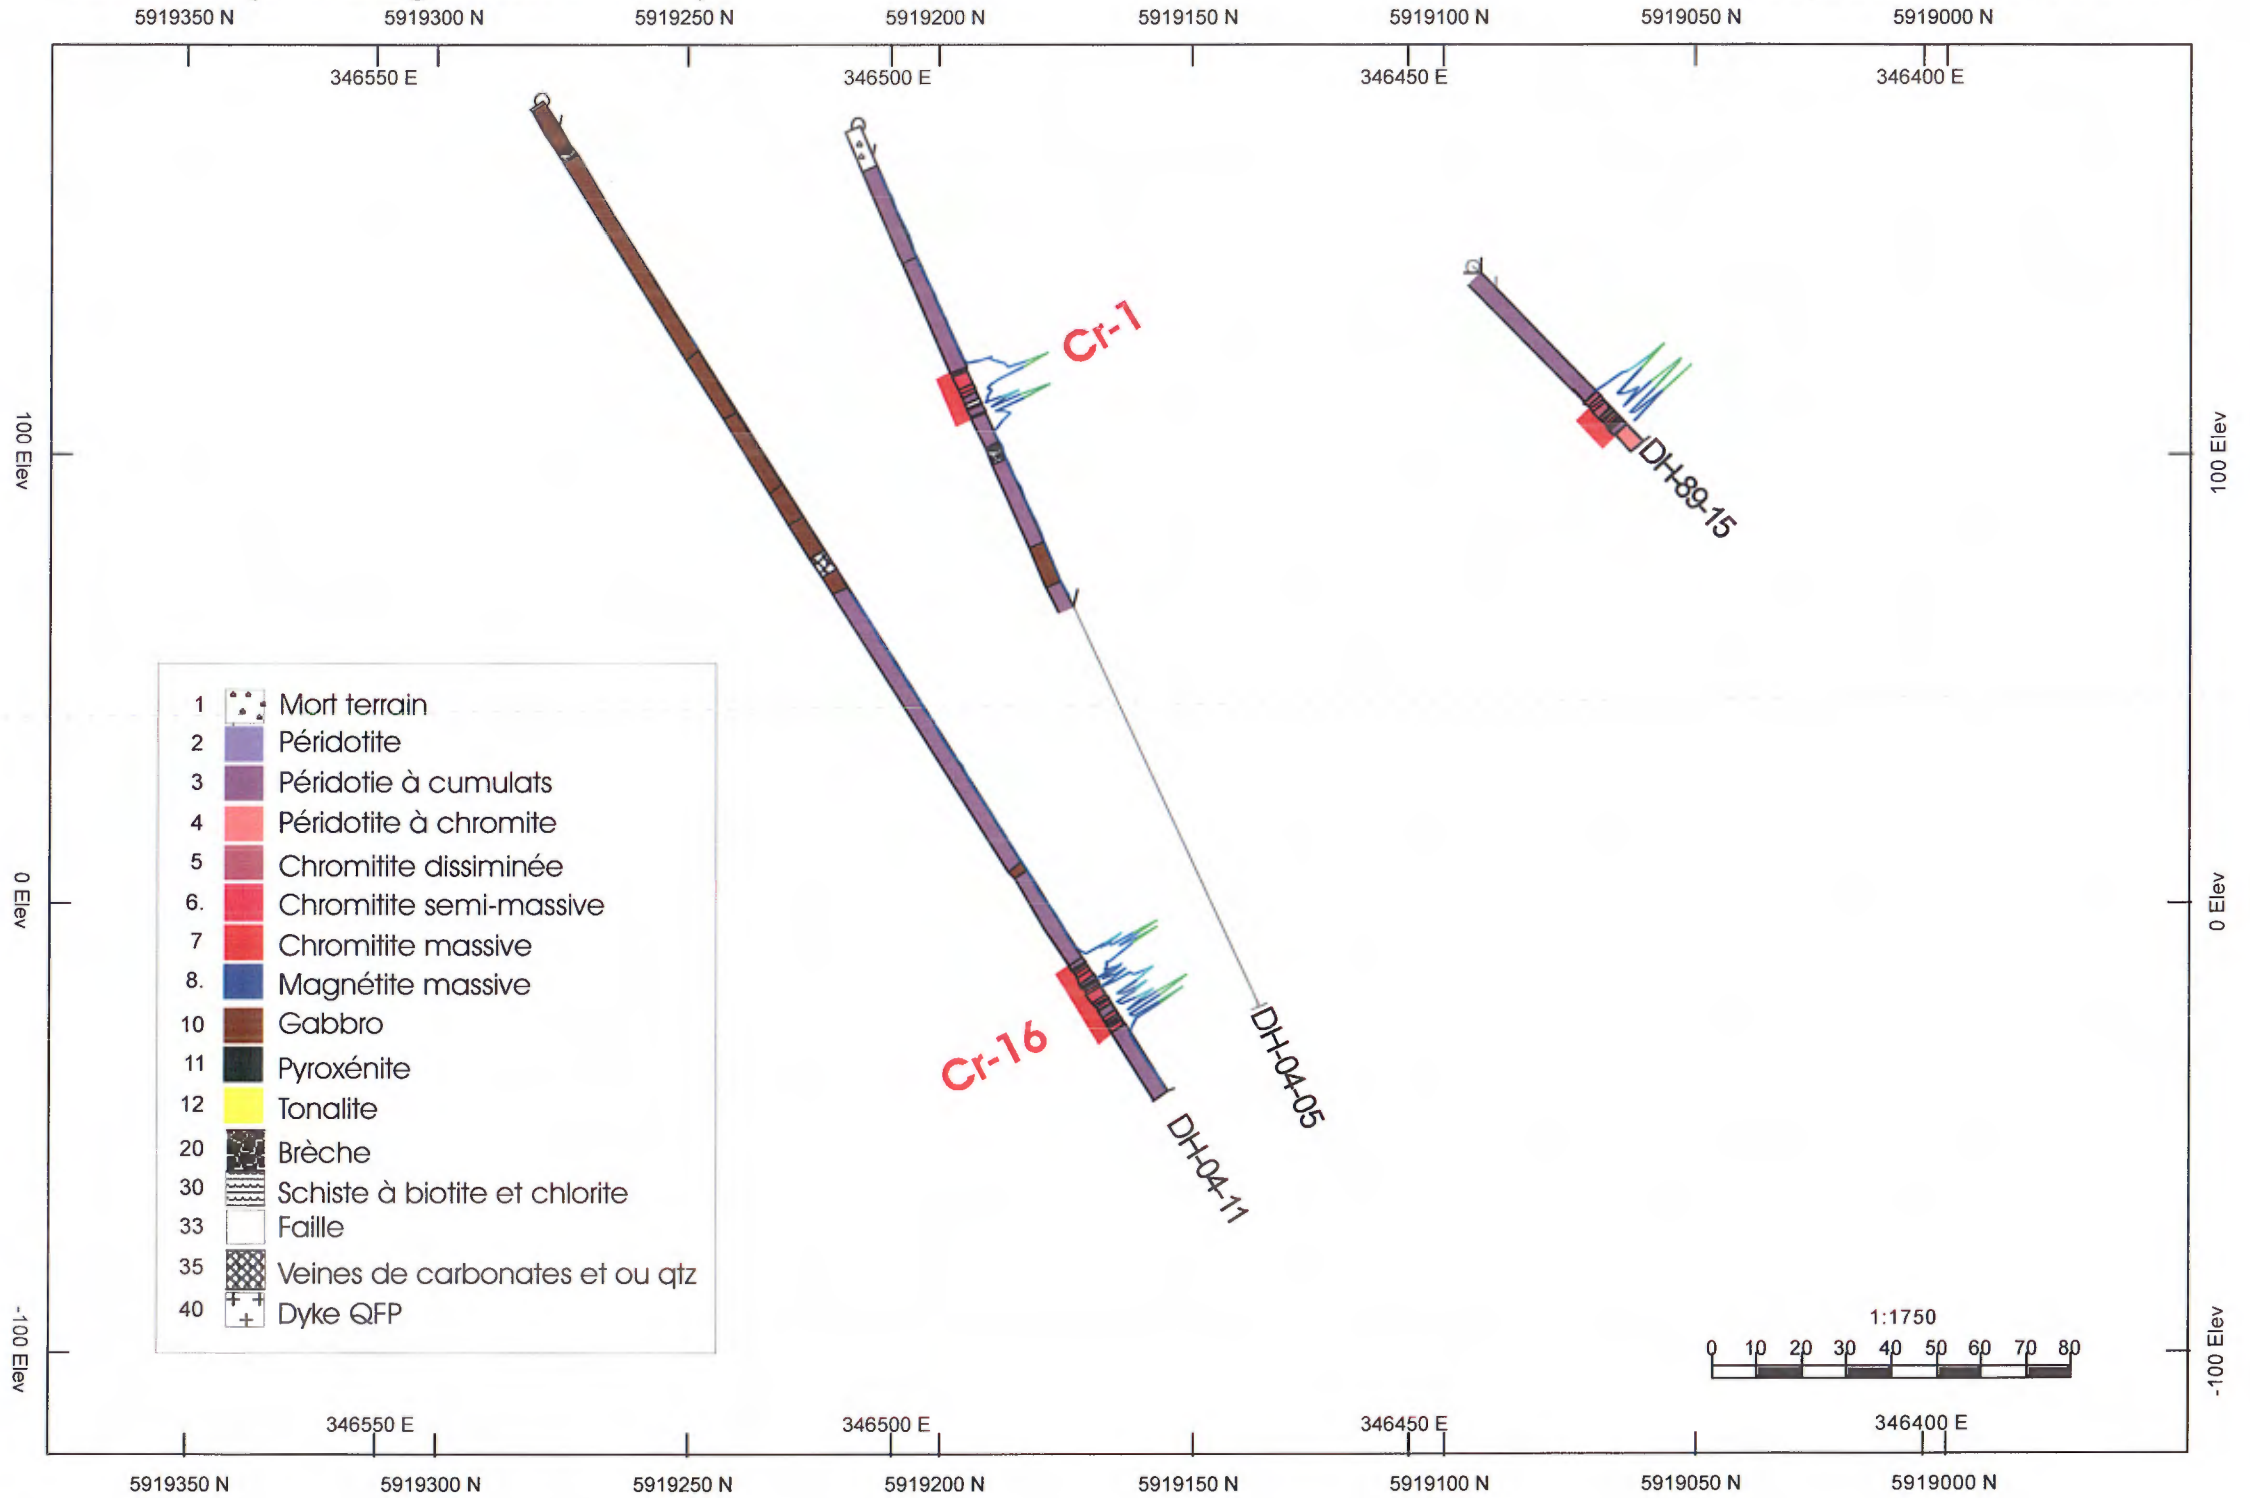 5919350 N 5919300 N 5919250 N 5919200 N 5919150 N 5919100 N 5919050 N 5919000 N
346550 E 346500 E 346450 E 346400 E
Cr-1
100 Elev
100 Elev
DH-89-15
1 Mort terrain
2 Péridotite
3 Péridotie à cumulats
4 Péridotite à chromite
5 Chromitite dissiminée
6. Chromitite semi-massive
7 Chromitite massive
8. Magnétite massive
10 Gabbro
11 Pyroxénite
12 Tonalite
20 Brèche
30 Schiste à biotite et chlorite
33 Faille
35 Veines de carbonates et ou qtz
40 Dyke QFP
0 Elev
0 Elev
Cr-16
DH-04-05
DH-04-11
-100 Elev
-100 Elev
1:1750
0 10 20 30 40 50 60 70 80
346550 E 346500 E 346450 E 346400 E
5919350 N 5919300 N 5919250 N 5919200 N 5919150 N 5919100 N 5919050 N 5919000 N